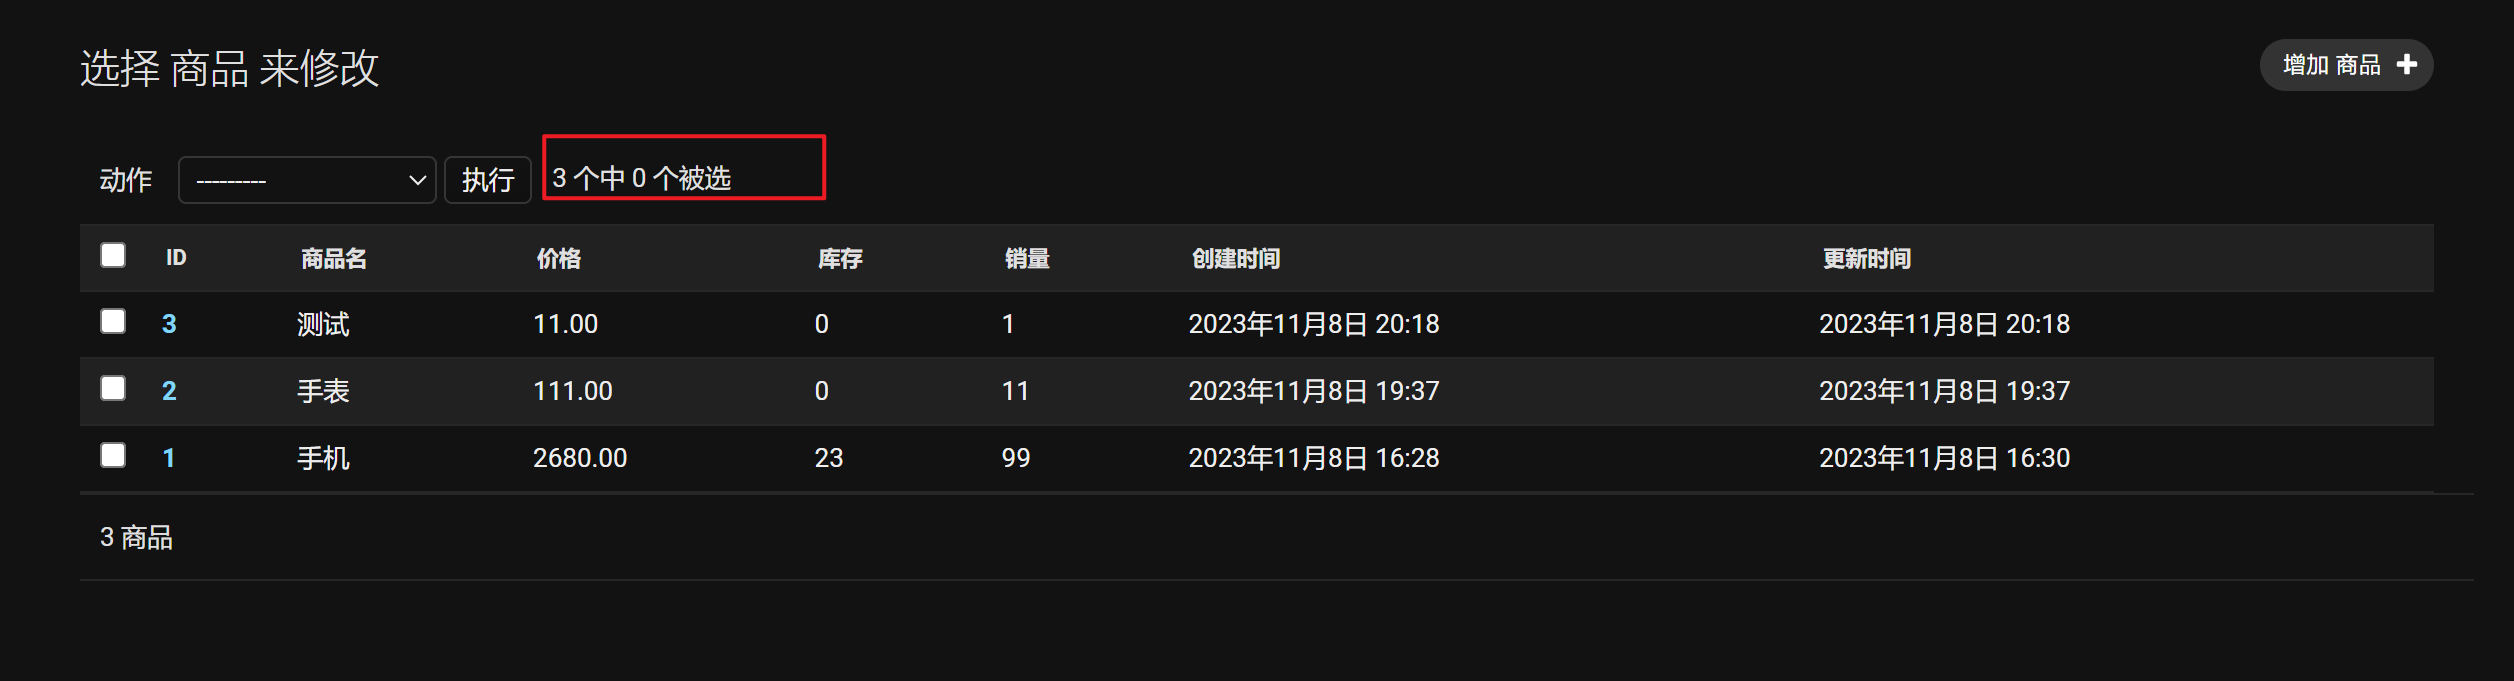 选择 商品 来修改
增加 商品
动作 --------- 执行 3 个中 0 个被选
ID 商品名 价格 库存 销量 创建时间 更新时间
3 测试 11.00 0 1 2023年11月8日 20:18 2023年11月8日 20:18
2 手表 111.00 0 11 2023年11月8日 19:37 2023年11月8日 19:37
1 手机 2680.00 23 99 2023年11月8日 16:28 2023年11月8日 16:30
3 商品